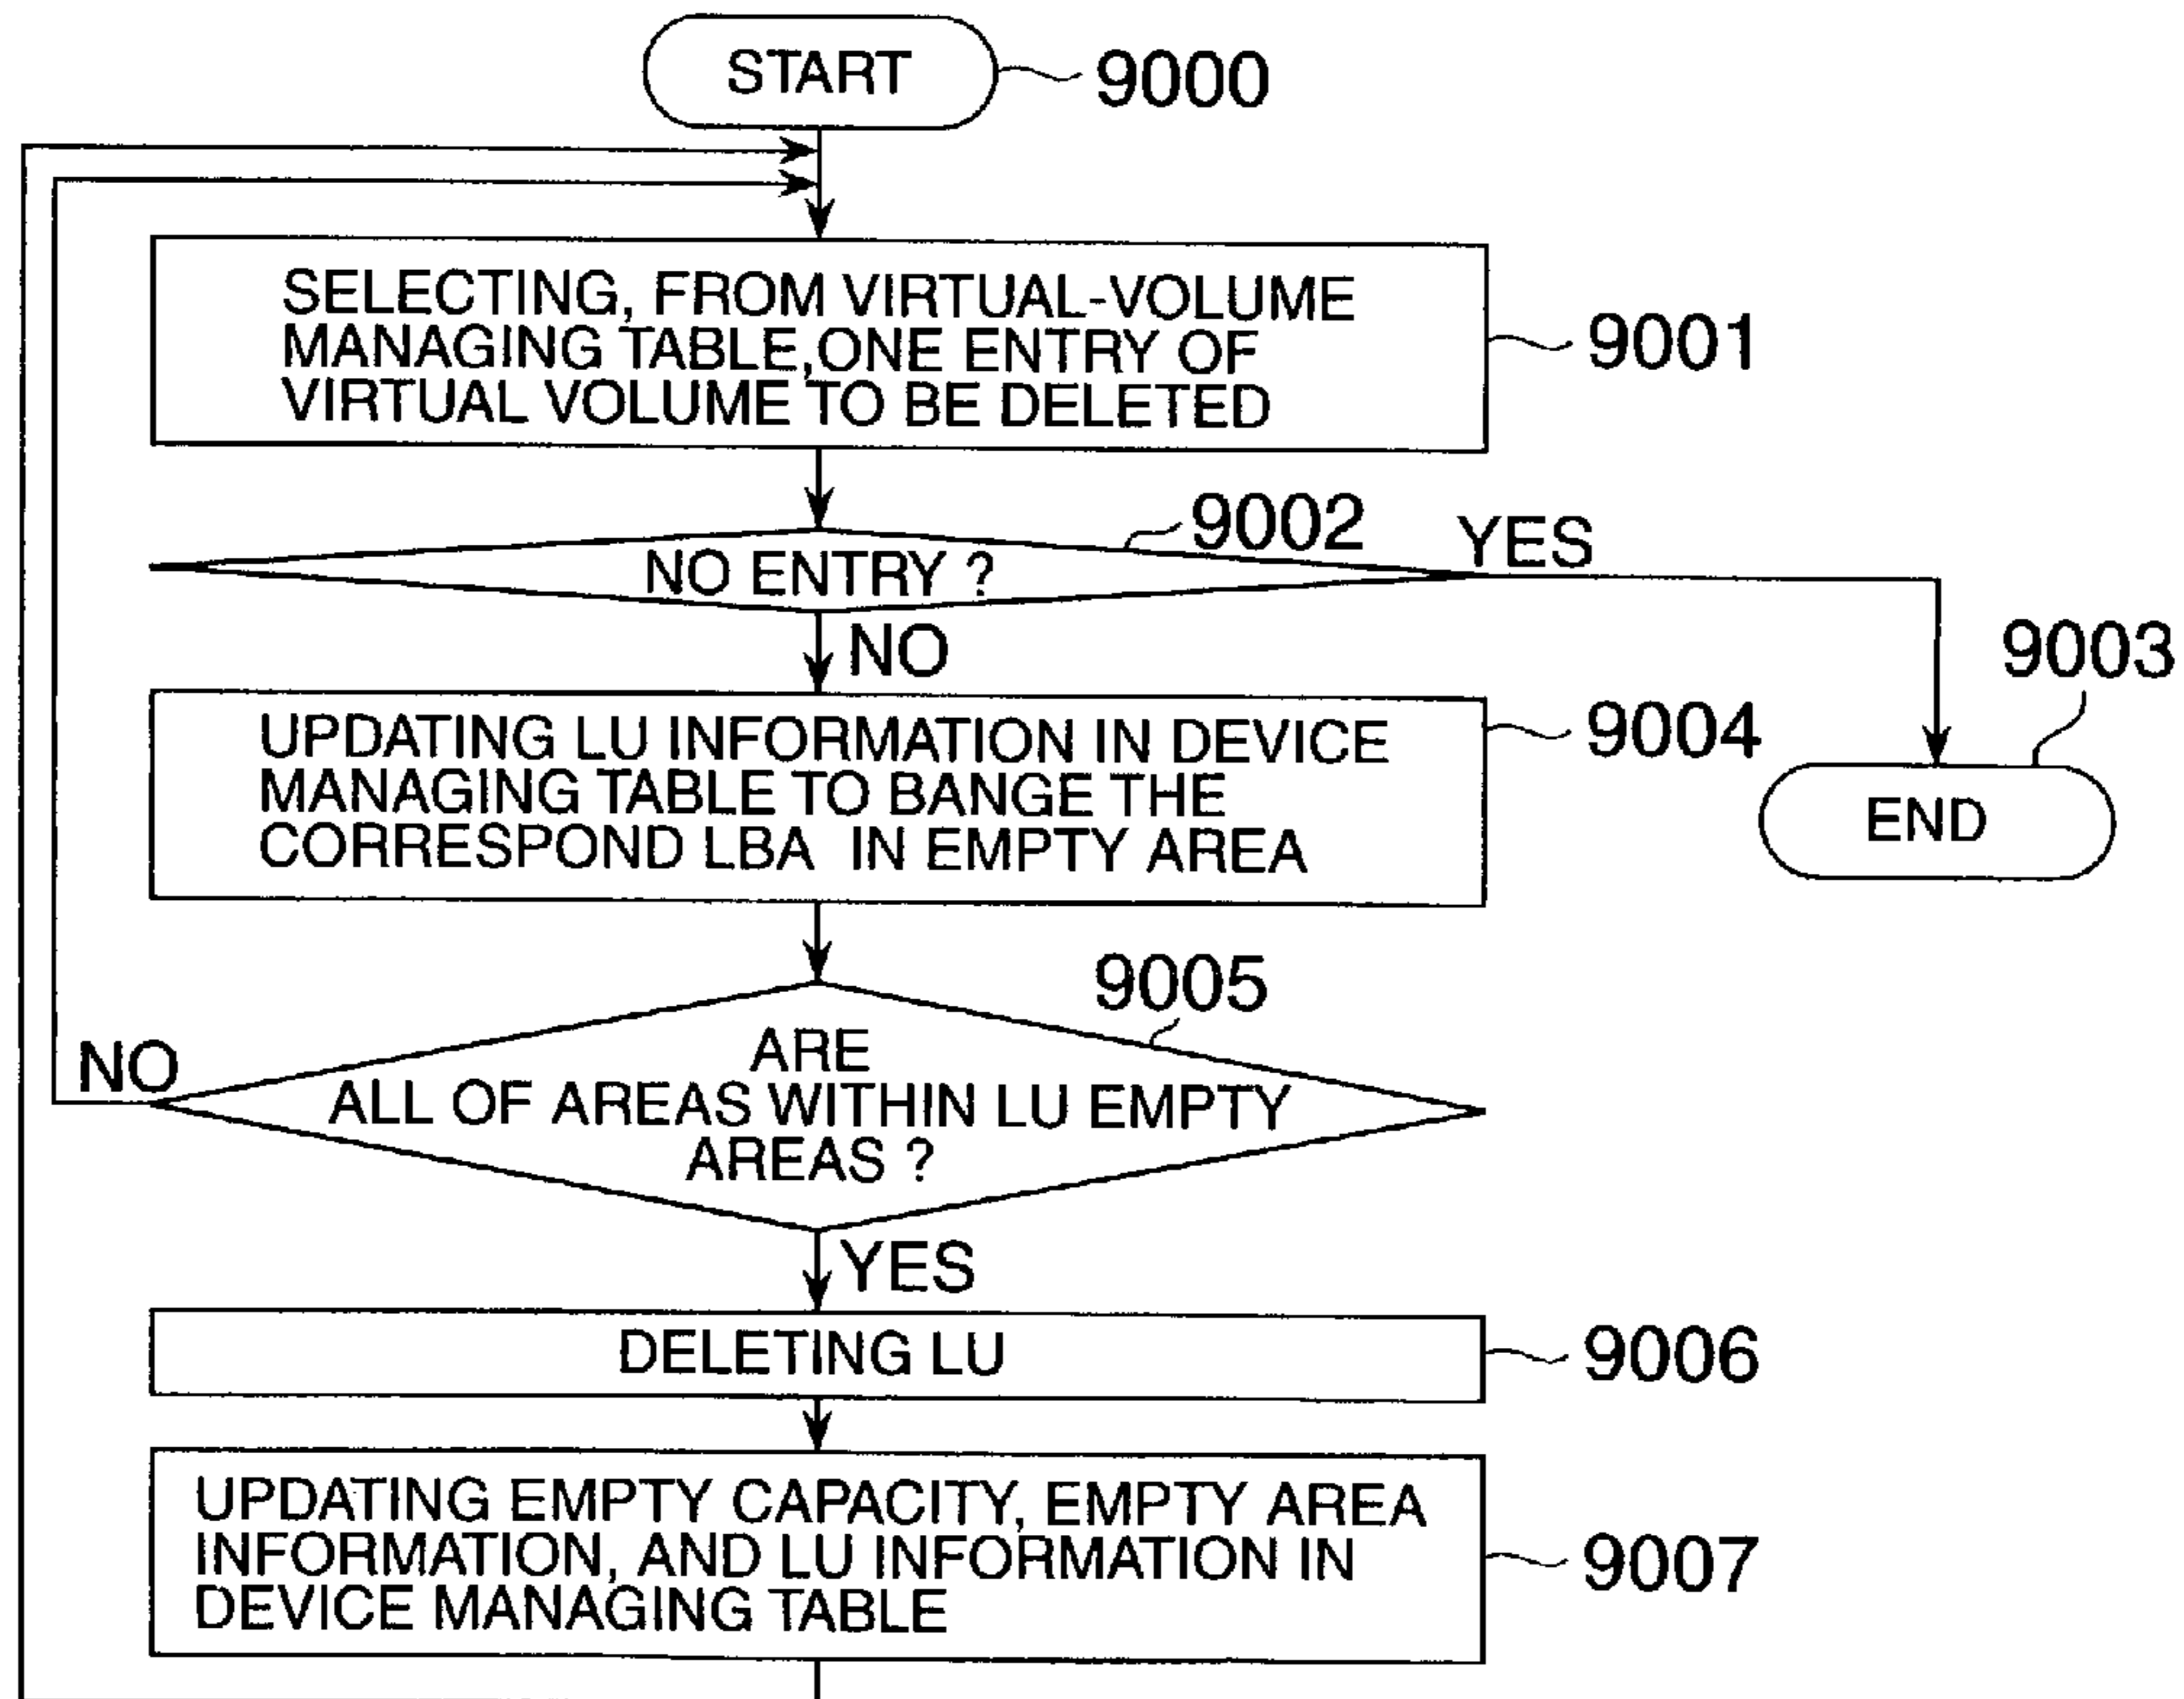 START
9000
SELECTING, FROM VIRTUAL-VOLUME
MANAGING TABLE,ONE ENTRY OF
VIRTUAL VOLUME TO BE DELETED
9001
9002
NO ENTRY ?
YES
NO
9003
END
UPDATING LU INFORMATION IN DEVICE
MANAGING TABLE TO BANGE THE
CORRESPOND LBA IN EMPTY AREA
9004
9005
ARE
ALL OF AREAS WITHIN LU EMPTY
AREAS ?
NO
YES
DELETING LU
9006
UPDATING EMPTY CAPACITY, EMPTY AREA
INFORMATION, AND LU INFORMATION IN
DEVICE MANAGING TABLE
9007